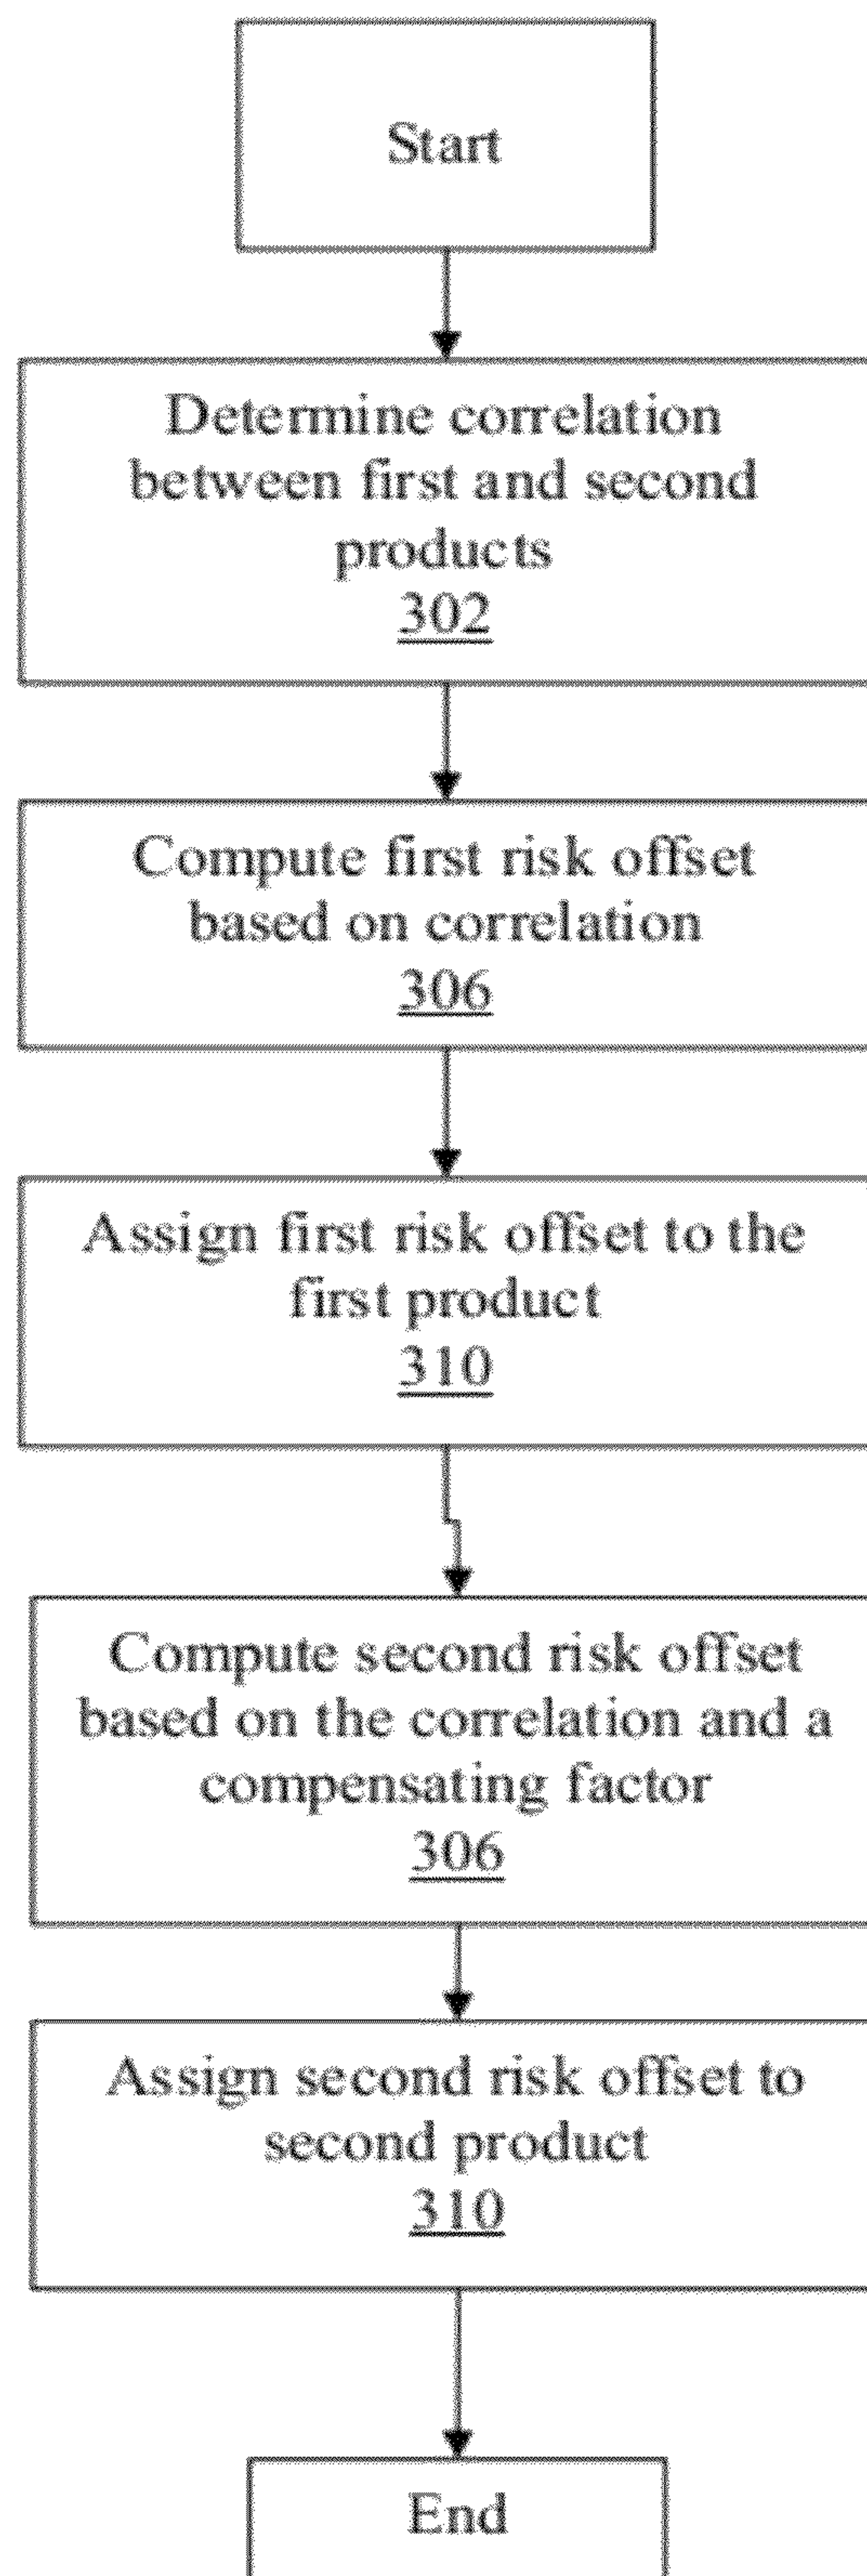 Start
Determine correlation
between first and second
products
302
Compute first risk offset
based on correlation
306
Assign first risk offset to the
first product
310
Compute second risk offset
based on the correlation and a
compensating factor
306
Assign second risk offset to
second product
310
End